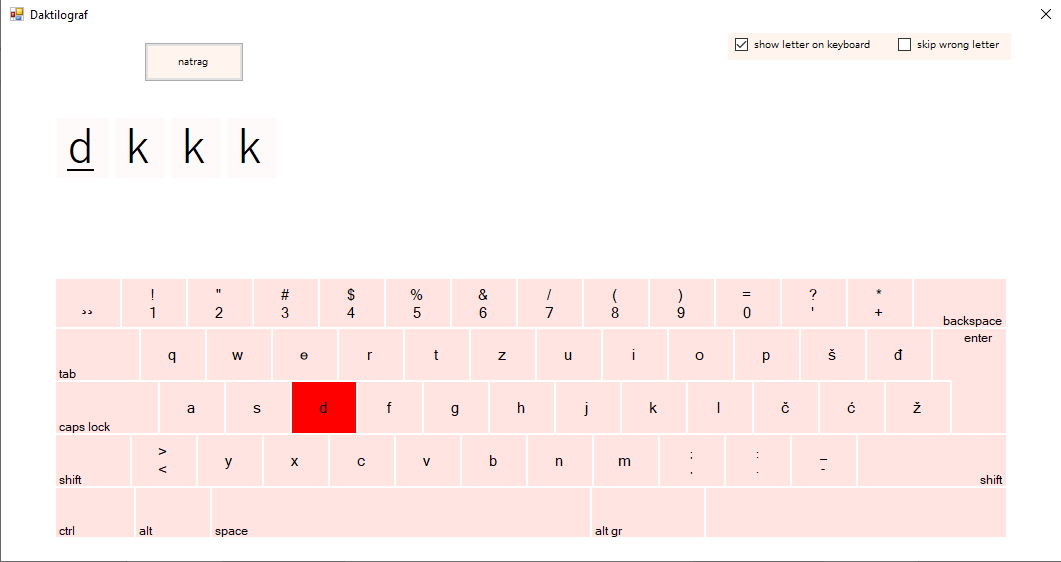 Daktilograf
natrag
show letter on keyboard skip wrong letter
d k k k
! " # $ % & / ( ) = ? *
¸¸ 1 2 3 4 5 6 7 8 9 0 ' +
backspace
tab q w e r t z u i o p š đ enter
caps lock a s d f g h j k l č ć ž
> ; : _
shift < y x c v b n m . . - shift
ctrl alt space alt gr